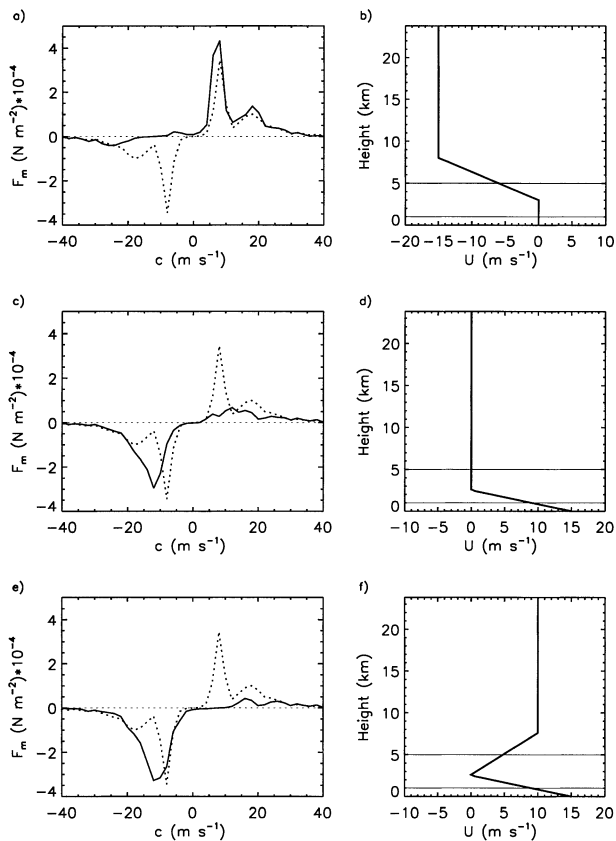 a)
F_m (N m^-2)*10^-4
4
2
0
−2
−4
−40 −20 0 20 40
c (m s^-1)
b)
Height (km)
20
15
10
5
0
−20 −15 −10 −5 0 5 10
U (m s^-1)
c)
F_m (N m^-2)*10^-4
4
2
0
−2
−4
−40 −20 0 20 40
c (m s^-1)
d)
Height (km)
20
15
10
5
0
−10 −5 0 5 10 15 20
U (m s^-1)
e)
F_m (N m^-2)*10^-4
4
2
0
−2
−4
−40 −20 0 20 40
c (m s^-1)
f)
Height (km)
20
15
10
5
0
−10 −5 0 5 10 15 20
U (m s^-1)